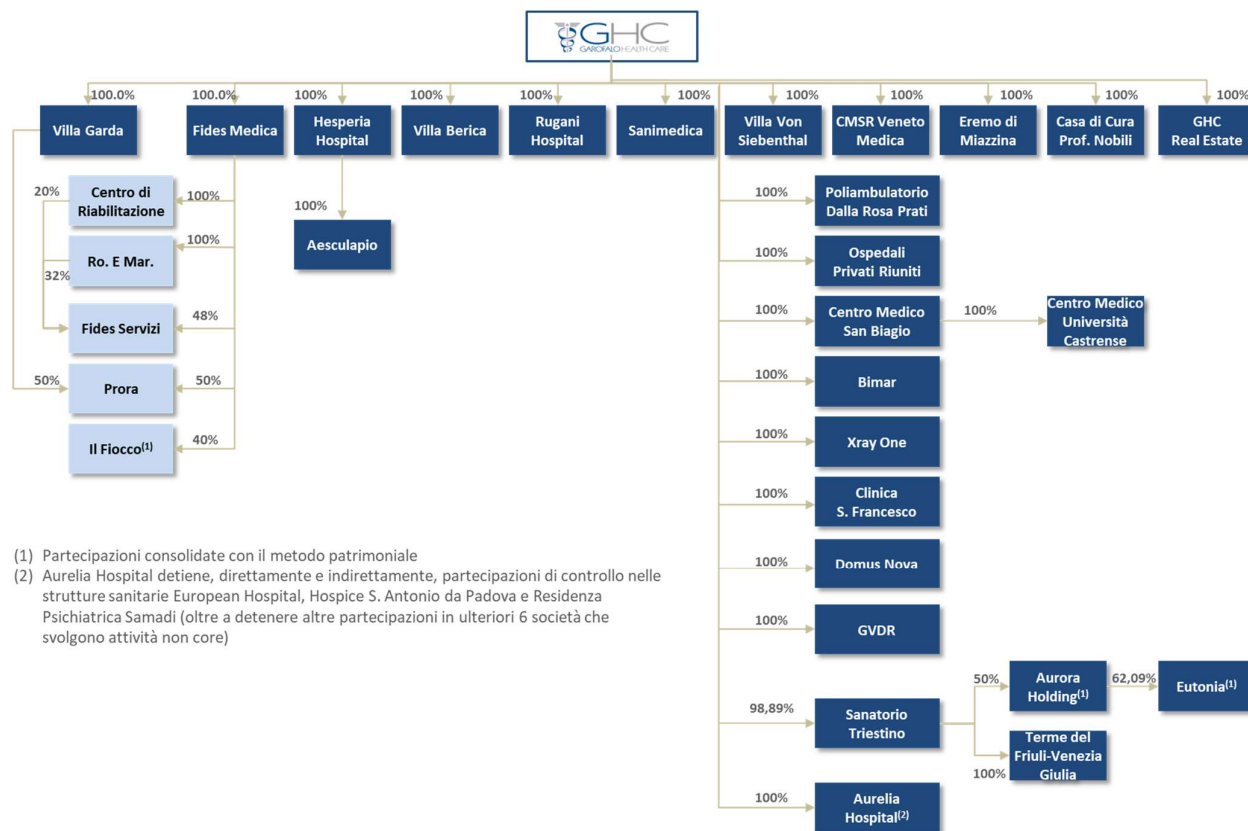 GHC
GAROFALO HEALTH CARE
100.0%
100.0%
100%
100%
100%
100%
100%
100%
100%
100%
100%
Villa Garda
Fides Medica
Hesperia
Hospital
Villa Berica
Rugani
Hospital
Sanimedica
Villa Von
Siebenthal
CMSR Veneto
Medica
Eremo di
Miazzina
Casa di Cura
Prof. Nobili
GHC
Real Estate
20%
Centro di
Riabilitazione
100%
Ro. E Mar.
100%
32%
Fides Servizi
48%
50%
Prora
50%
Il Fiocco(1)
40%
100%
Aesculapio
100%
Poliambulatorio
Dalla Rosa Prati
100%
Ospedali
Privati Riuniti
100%
Centro Medico
San Biagio
100%
Centro Medico
Università
Castrense
100%
Bimar
100%
Xray One
100%
Clinica
S. Francesco
100%
Domus Nova
100%
GVDR
98,89%
Sanatorio
Triestino
50%
Aurora
Holding(1)
62,09%
Eutonia(1)
100%
Terme del
Friuli-Venezia
Giulia
100%
Aurelia
Hospital(2)
(1) Partecipazioni consolidate con il metodo patrimoniale
(2) Aurelia Hospital detiene, direttamente e indirettamente, partecipazioni di controllo nelle
strutture sanitarie European Hospital, Hospice S. Antonio da Padova e Residenza
Psichiatrica Samadi (oltre a detenere altre partecipazioni in ulteriori 6 società che
svolgono attività non core)